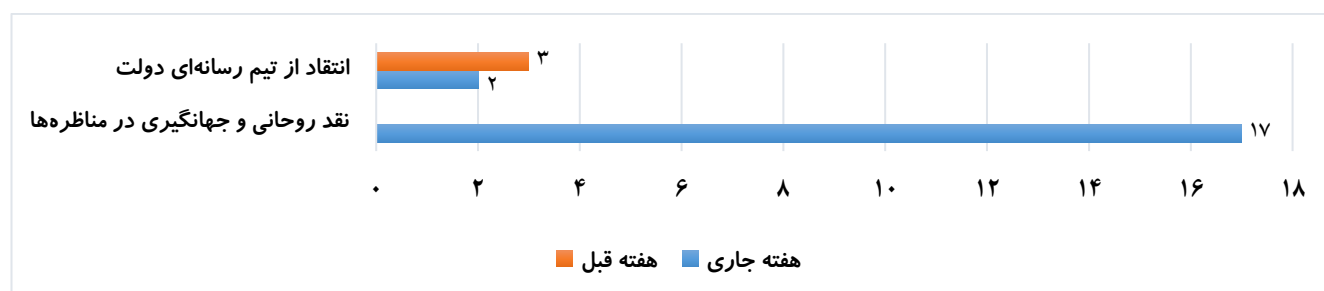 انتقاد از تیم رسانه‌ای دولت
۳
۲
نقد روحانی و جهانگیری در مناظره‌ها
۱۷
۰ ۲ ۴ ۶ ۸ ۱۰ ۱۲ ۱۴ ۱۶ ۱۸
هفته جاری هفته قبل